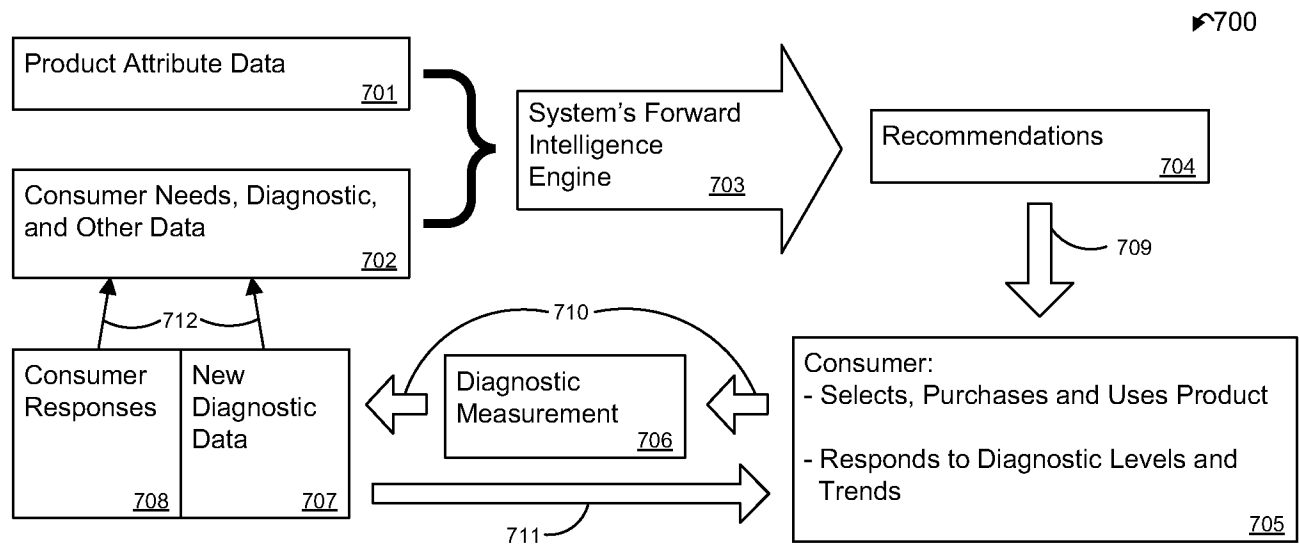 700
Product Attribute Data
701
System's Forward
Intelligence
Engine
703
Recommendations
704
Consumer Needs, Diagnostic,
and Other Data
702
709
712
710
Consumer
Responses
708
New
Diagnostic
Data
707
Diagnostic
Measurement
706
Consumer:
- Selects, Purchases and Uses Product
- Responds to Diagnostic Levels and
Trends
705
711